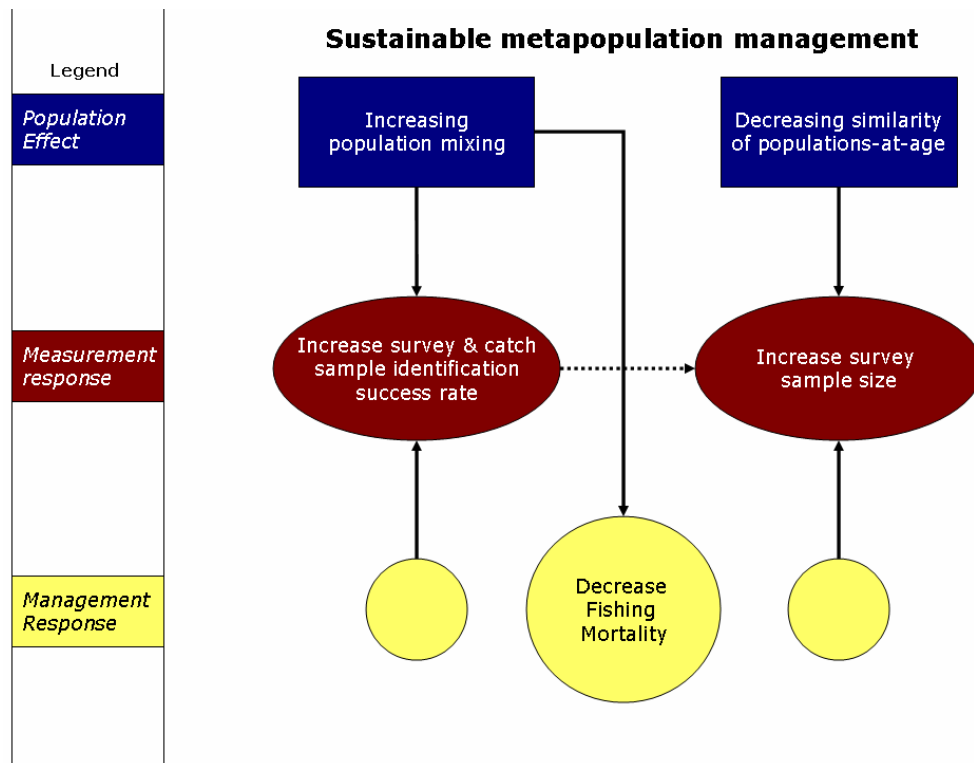 Sustainable metapopulation management
Legend
Population
Effect
Increasing
population mixing
Decreasing similarity
of populations-at-age
Measurement
response
Increase survey & catch
sample identification
success rate
Increase survey
sample size
Management
Response
Decrease
Fishing
Mortality